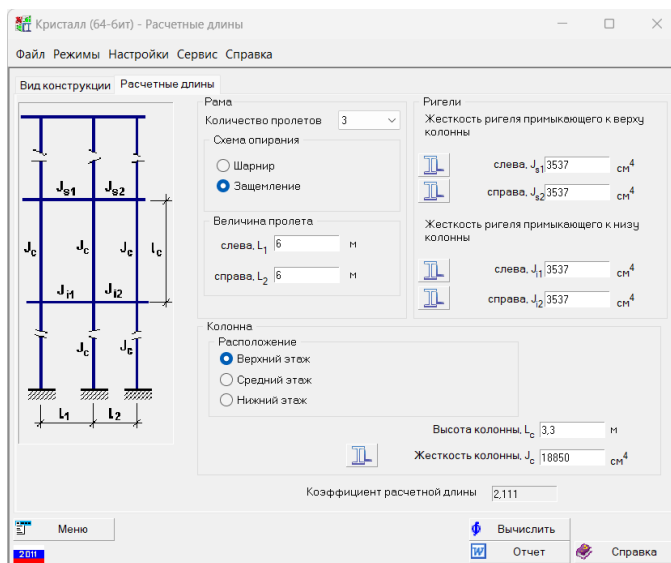 Кристалл (64-бит) - Расчетные длины
Файл Режимы Настройки Сервис Справка
Вид конструкции Расчетные длины
Js1 Js2
Jc Jc Jc lc
Ji1 Ji2
Jc Jc
l1 l2
Рама
Количество пролетов 3
Схема опирания
Шарнир
Защемление
Величина пролета
слева, L1 6 м
справа, L2 6 м
Ригели
Жесткость ригеля примыкающего к верху
колонны
слева, Js1 3537 см4
справа, Js2 3537 см4
Жесткость ригеля примыкающего к низу
колонны
слева, Ji1 3537 см4
справа, Ji2 3537 см4
Колонна
Расположение
Верхний этаж
Средний этаж
Нижний этаж
Высота колонны, Lc 3,3 м
Жесткость колонны, Jc 18850 см4
Коэффициент расчетной длины 2,111
Меню
Вычислить
2011
Отчет
Справка